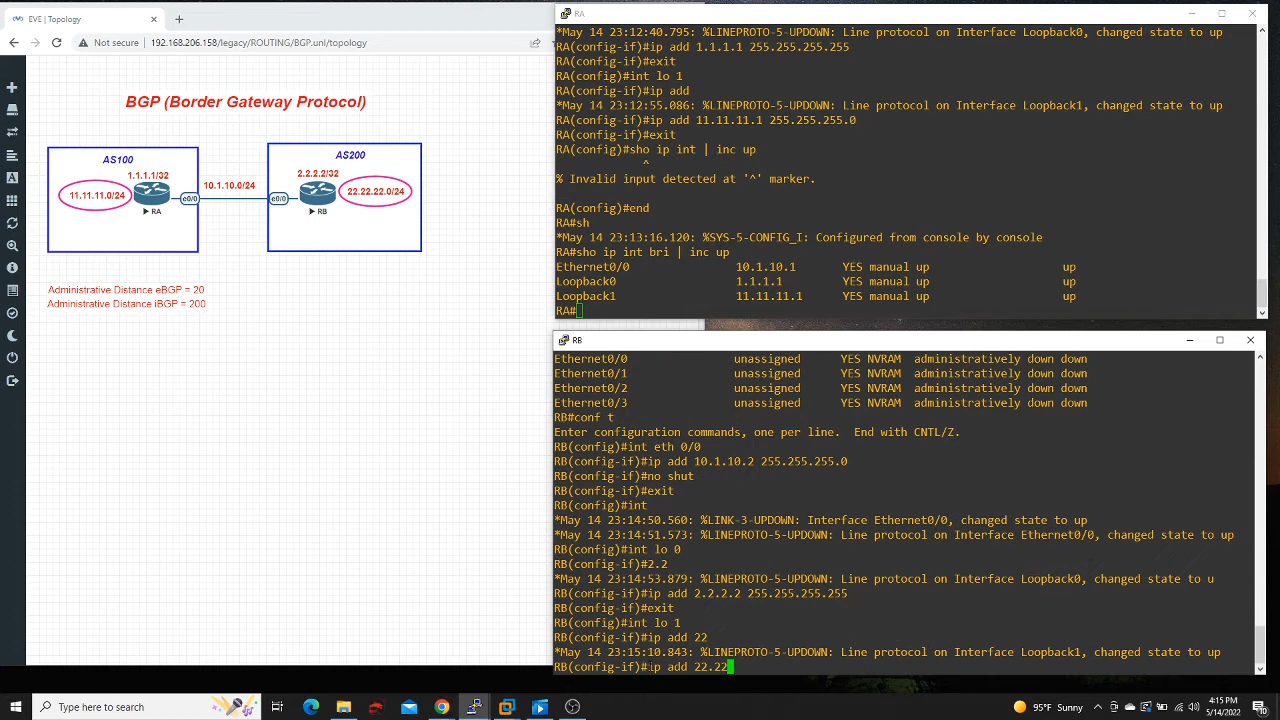 EVE | Topology
Not secure
192.168.206.158/legacy/ROUTING/BGP.unl/topology
BGP (Border Gateway Protocol)
AS100
1.1.1.1/32
11.11.11.0/24
RA
e0/0
10.1.10.0/24
AS200
2.2.2.2/32
22.22.22.0/24
e0/0
RB
Administrative Distance eBGP = 20
Administrative Distance iBGP = 200
RA
*May 14 23:12:40.795: %LINEPROTO-5-UPDOWN: Line protocol on Interface Loopback0, changed state to up
RA(config-if)#ip add 1.1.1.1 255.255.255.255
RA(config-if)#exit
RA(config)#int lo 1
RA(config-if)#ip add
*May 14 23:12:55.086: %LINEPROTO-5-UPDOWN: Line protocol on Interface Loopback1, changed state to up
RA(config-if)#ip add 11.11.11.1 255.255.255.0
RA(config-if)#exit
RA(config)#sho ip int | inc up
^
% Invalid input detected at '^' marker.
RA(config)#end
RA#sh
*May 14 23:13:16.120: %SYS-5-CONFIG_I: Configured from console by console
RA#sho ip int bri | inc up
Ethernet0/0 10.1.10.1 YES manual up up
Loopback0 1.1.1.1 YES manual up up
Loopback1 11.11.11.1 YES manual up up
RA#
RB
Ethernet0/0 unassigned YES NVRAM administratively down down
Ethernet0/1 unassigned YES NVRAM administratively down down
Ethernet0/2 unassigned YES NVRAM administratively down down
Ethernet0/3 unassigned YES NVRAM administratively down down
RB#conf t
Enter configuration commands, one per line. End with CNTL/Z.
RB(config)#int eth 0/0
RB(config-if)#ip add 10.1.10.2 255.255.255.0
RB(config-if)#no shut
RB(config-if)#exit
RB(config)#int
*May 14 23:14:50.560: %LINK-3-UPDOWN: Interface Ethernet0/0, changed state to up
*May 14 23:14:51.573: %LINEPROTO-5-UPDOWN: Line protocol on Interface Ethernet0/0, changed state to up
RB(config)#int lo 0
RB(config-if)#2.2
*May 14 23:14:53.879: %LINEPROTO-5-UPDOWN: Line protocol on Interface Loopback0, changed state to u
RB(config-if)#ip add 2.2.2.2 255.255.255.255
RB(config-if)#exit
RB(config)#int lo 1
RB(config-if)#ip add 22
*May 14 23:15:10.843: %LINEPROTO-5-UPDOWN: Line protocol on Interface Loopback1, changed state to up
RB(config-if)#ip add 22.22
Type here to search
95°F Sunny
4:15 PM
5/14/2022